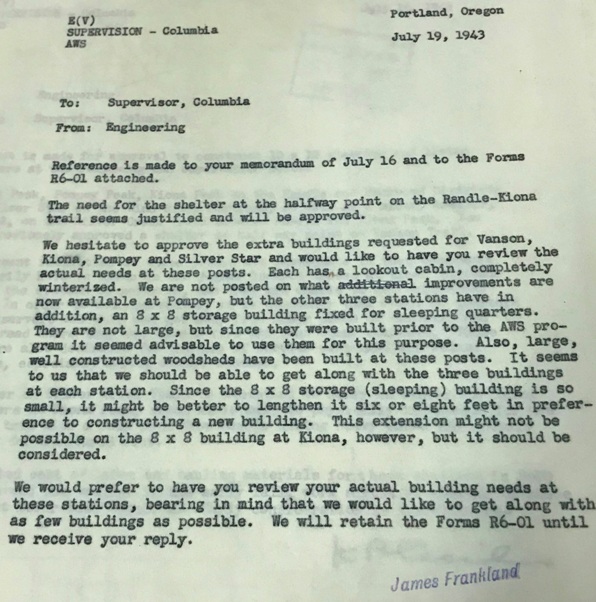 E(V)
SUPERVISION - Columbia
AWS
Portland, Oregon
July 19, 1943
To: Supervisor, Columbia
From: Engineering
Reference is made to your memorandum of July 16 and to the Forms
R6-01 attached.
The need for the shelter at the halfway point on the Randle-Kiona
trail seems justified and will be approved.
We hesitate to approve the extra buildings requested for Vanson,
Kiona, Pompey and Silver Star and would like to have you review the
actual needs at these posts. Each has a lookout cabin, completely
winterized. We are not posted on what additional improvements are
now available at Pompey, but the other three stations have in
addition, an 8 x 8 storage building fixed for sleeping quarters.
They are not large, but since they were built prior to the AWS pro-
gram it seemed advisable to use them for this purpose. Also, large,
well constructed woodsheds have been built at these posts. It seems
to us that we should be able to get along with the three buildings
at each station. Since the 8 x 8 storage (sleeping) building is so
small, it might be better to lengthen it six or eight feet in prefer-
ence to constructing a new building. This extension might not be
possible on the 8 x 8 building at Kiona, however, but it should be
considered.
We would prefer to have you review your actual building needs at
these stations, bearing in mind that we would like to get along with
as few buildings as possible. We will retain the Forms R6-01 until
we receive your reply.
James Frankland